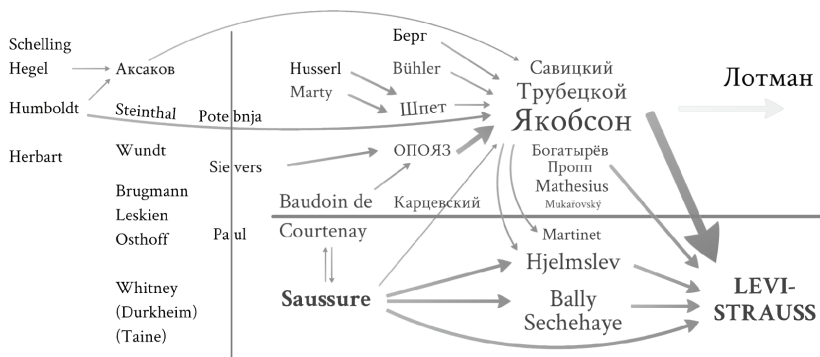 Schelling
Hegel
Humboldt
Herbart
Аксаков
Steinthal
Wundt
Brugmann
Leskien
Osthoff
Whitney
(Durkheim)
(Taine)
Potebnja
Sievers
Paul
Husserl
Marty
Берг
Bühler
Шпет
ОПОЯЗ
Baudoin de
Courtenay
Карцевский
Saussure
Савицкий
Трубецкой
Якобсон
Богатырёв
Пропп
Mathesius
Mukařovský
Martinet
Hjelmslev
Bally
Sechehaye
Лотман
LEVI-
STRAUSS